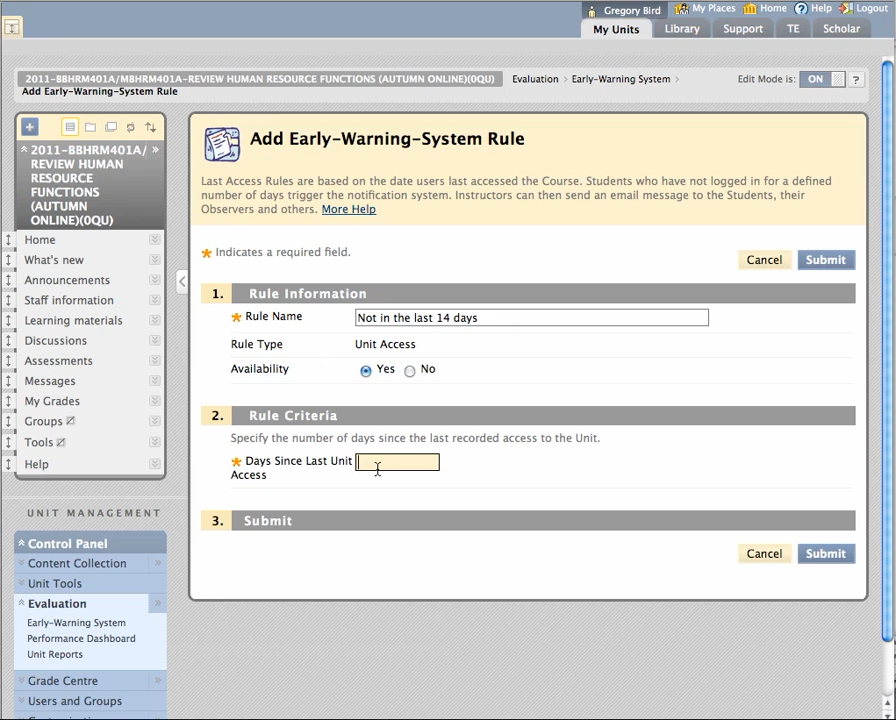 Gregory Bird My Places Home Help Logout
My Units Library Support TE Scholar
2011-BBHRM401A/MBHRM401A-REVIEW HUMAN RESOURCE FUNCTIONS (AUTUMN ONLINE)(0QU) Evaluation > Early-Warning System > Edit Mode is: ON ?
Add Early-Warning-System Rule
2011-BBHRM401A/
REVIEW HUMAN
RESOURCE
FUNCTIONS
(AUTUMN
ONLINE)(0QU)
Home
What's new
Announcements
Staff information
Learning materials
Discussions
Assessments
Messages
My Grades
Groups
Tools
Help
UNIT MANAGEMENT
Control Panel
Content Collection
Unit Tools
Evaluation
Early-Warning System
Performance Dashboard
Unit Reports
Grade Centre
Users and Groups
Add Early-Warning-System Rule
Last Access Rules are based on the date users last accessed the Course. Students who have not logged in for a defined
number of days trigger the notification system. Instructors can then send an email message to the Students, their
Observers and others. More Help
* Indicates a required field.
Cancel Submit
1. Rule Information
* Rule Name Not in the last 14 days
Rule Type Unit Access
Availability Yes No
2. Rule Criteria
Specify the number of days since the last recorded access to the Unit.
* Days Since Last Unit
Access
3. Submit
Cancel Submit